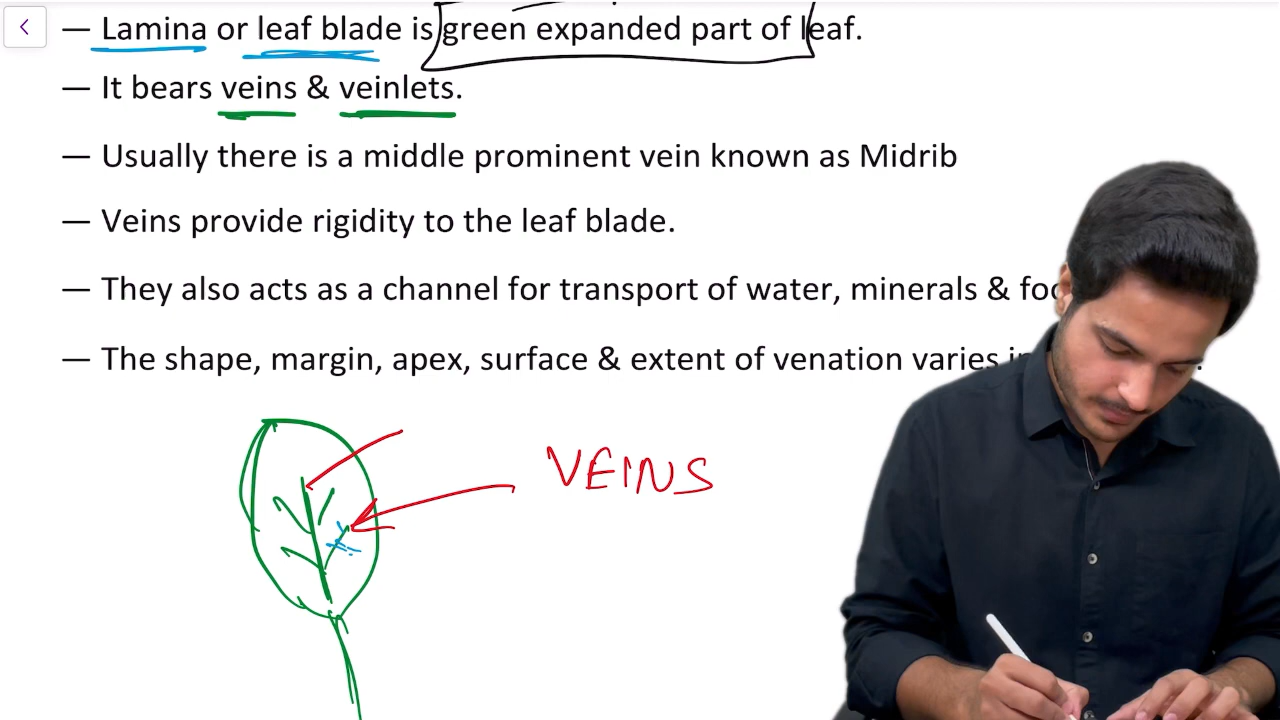 — Lamina or leaf blade is green expanded part of leaf.
— It bears veins & veinlets.
— Usually there is a middle prominent vein known as Midrib
— Veins provide rigidity to the leaf blade.
— They also acts as a channel for transport of water, minerals &
— The shape, margin, apex, surface & extent of venation varies
VEINS